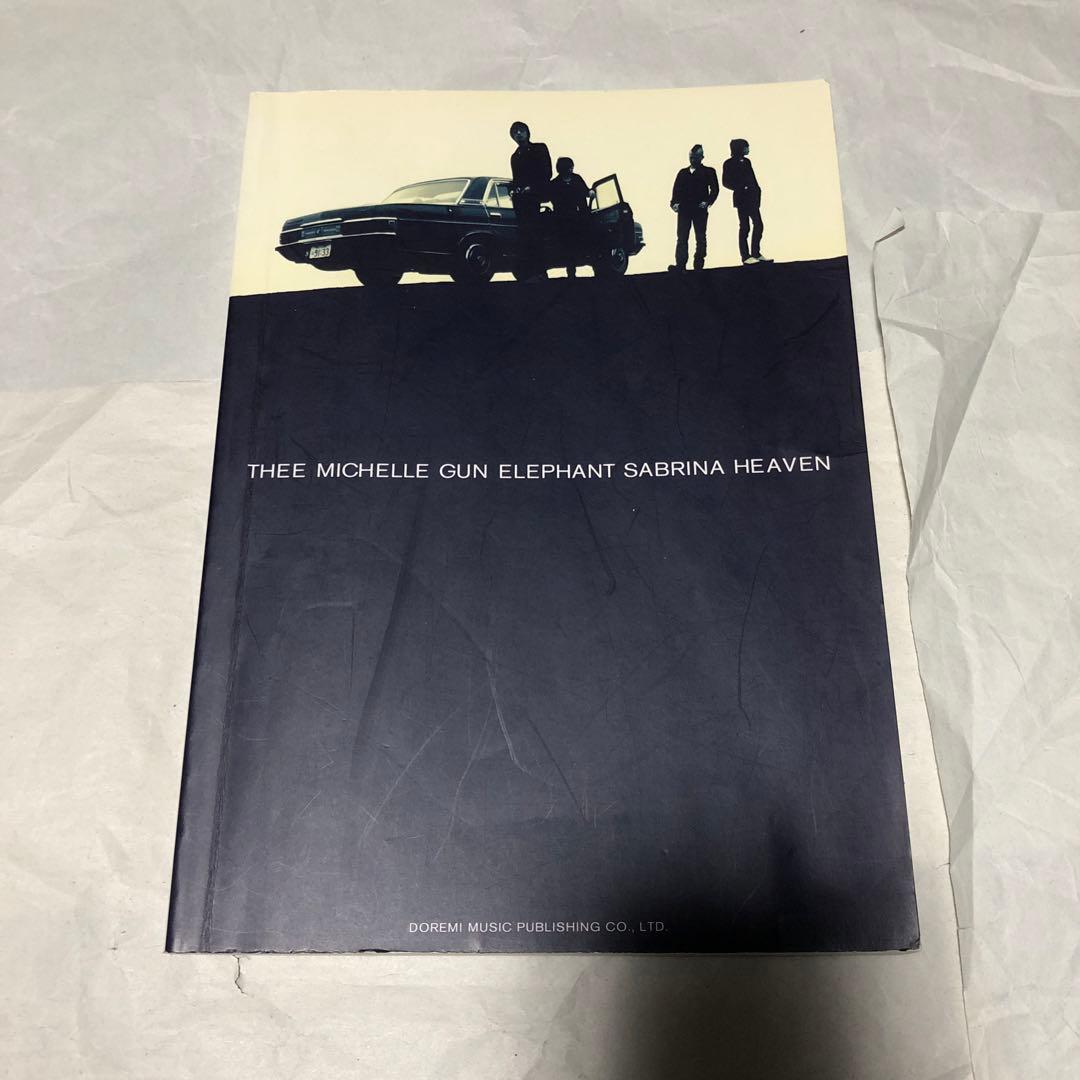 THEE MICHELLE GUN ELEPHANT SABRINA HEAVEN
DOREMI MUSIC PUBLISHING CO., LTD.